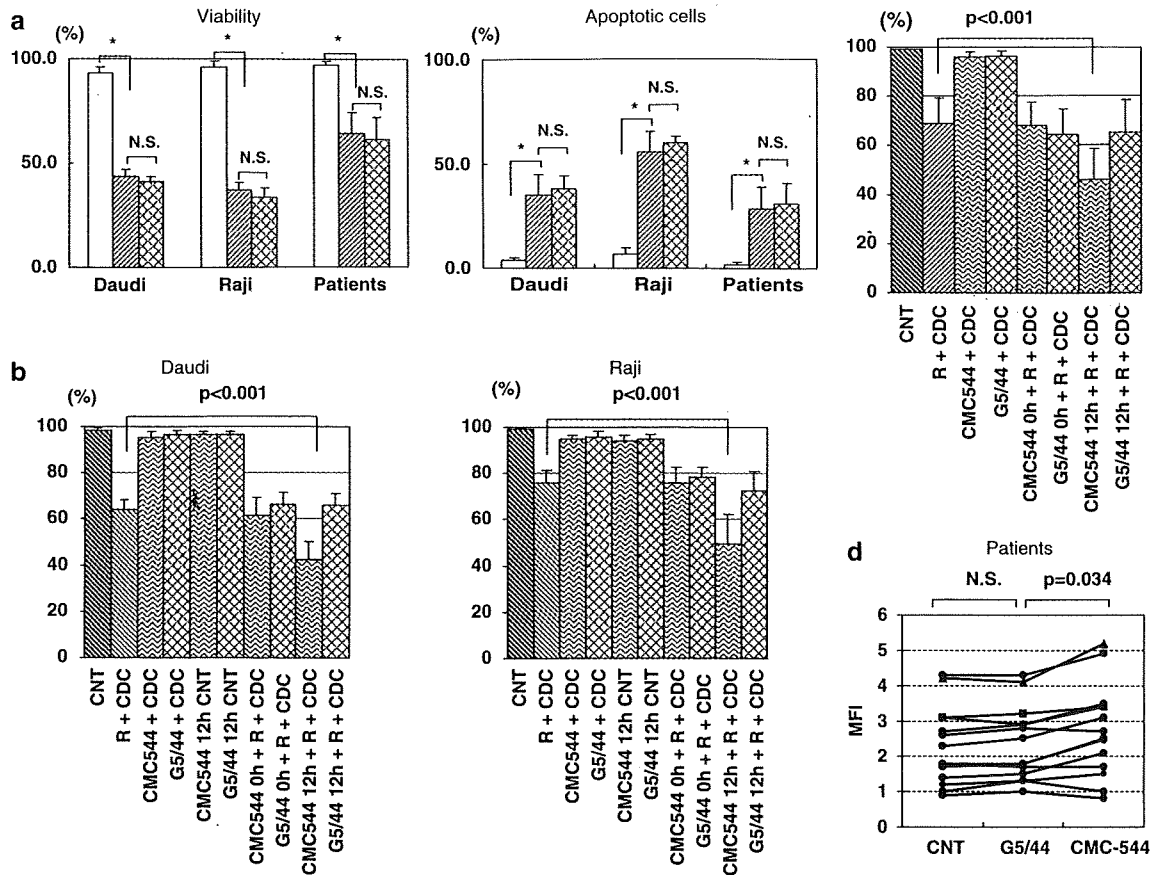 a
Viability
(%)
100.0
50.0
0.0
*
N.S.
*
N.S.
*
N.S.
Daudi
Raji
Patients
Apoptotic cells
(%)
100.0
50.0
0.0
*
N.S.
*
N.S.
*
N.S.
Daudi
Raji
Patients
p<0.001
(%)
100
80
60
40
20
0
CNT
R + CDC
CMC544 + CDC
G5/44 + CDC
CMC544 0h + R + CDC
G5/44 0h + R + CDC
CMC544 12h + R + CDC
G5/44 12h + R + CDC
b
Daudi
p<0.001
(%)
100
80
60
40
20
0
CNT
R + CDC
CMC544 + CDC
G5/44 + CDC
CMC544 12h CNT
G5/44 12h CNT
CMC544 0h + R + CDC
G5/44 0h + R + CDC
CMC544 12h + R + CDC
G5/44 12h + R + CDC
Raji
p<0.001
(%)
100
80
60
40
20
0
CNT
R + CDC
CMC544 + CDC
G5/44 + CDC
CMC544 12h CNT
G5/44 12h CNT
CMC544 0h + R + CDC
G5/44 0h + R + CDC
CMC544 12h + R + CDC
G5/44 12h + R + CDC
d
Patients
N.S.
p=0.034
MFI
6
5
4
3
2
1
0
CNT
G5/44
CMC-544